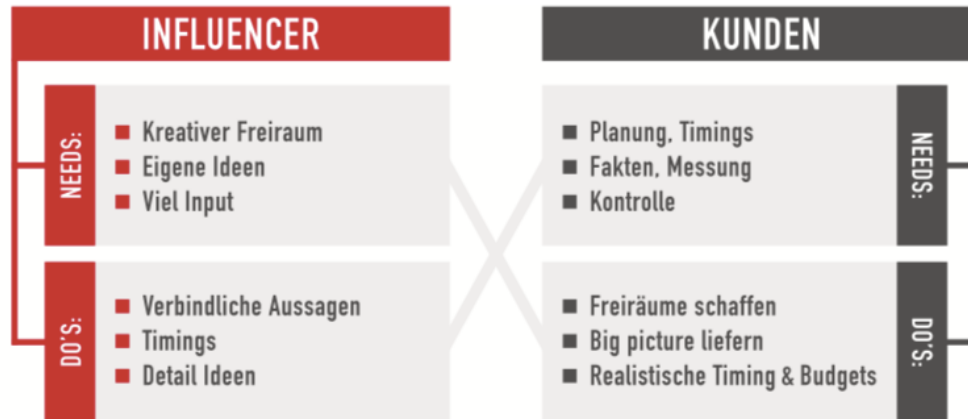 INFLUENCER
NEEDS:
Kreativer Freiraum
Eigene Ideen
Viel Input
DO'S:
Verbindliche Aussagen
Timings
Detail Ideen
KUNDEN
Planung, Timings
Fakten, Messung
Kontrolle
NEEDS:
Freiräume schaffen
Big picture liefern
Realistische Timing & Budgets
DO'S: